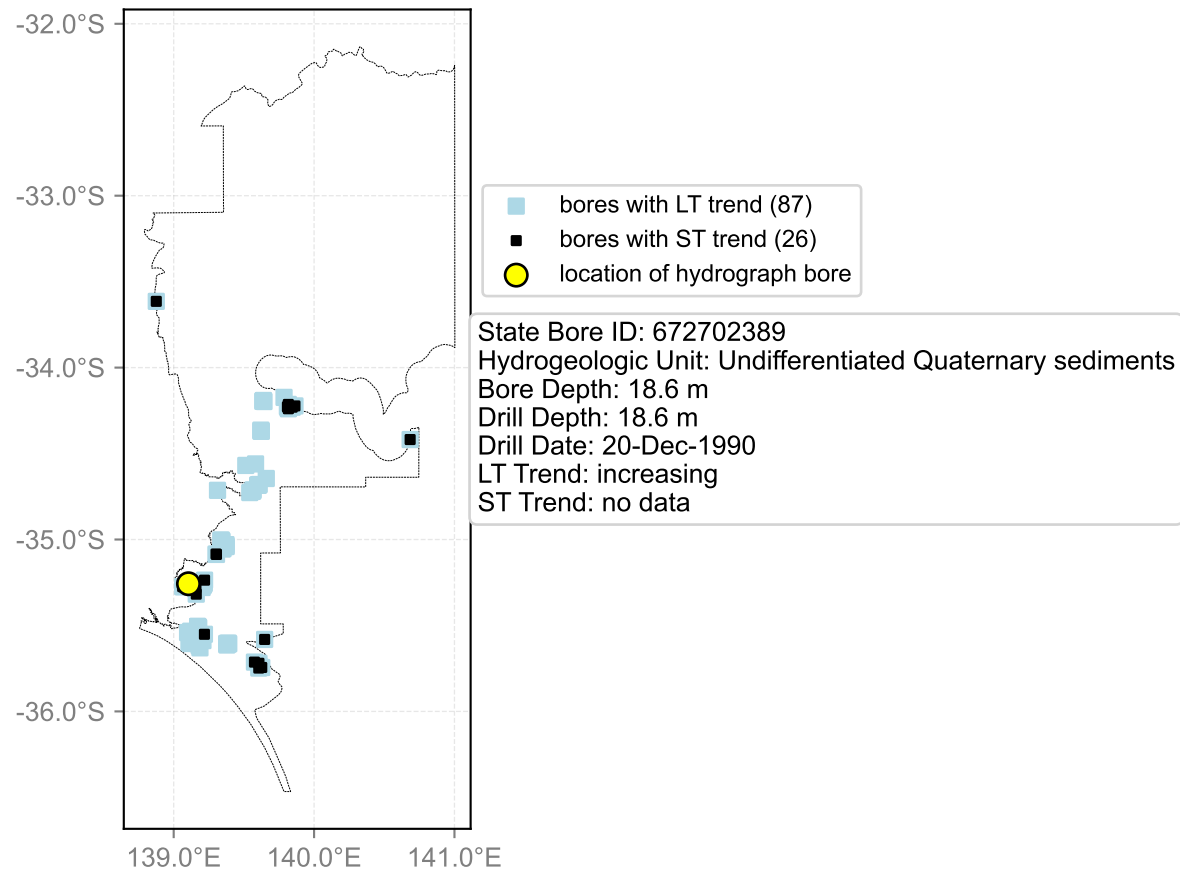 -32.0°S
-33.0°S
-34.0°S
-35.0°S
-36.0°S
139.0°E 140.0°E 141.0°E
bores with LT trend (87)
bores with ST trend (26)
location of hydrograph bore
State Bore ID: 672702389
Hydrogeologic Unit: Undifferentiated Quaternary sediments
Bore Depth: 18.6 m
Drill Depth: 18.6 m
Drill Date: 20-Dec-1990
LT Trend: increasing
ST Trend: no data